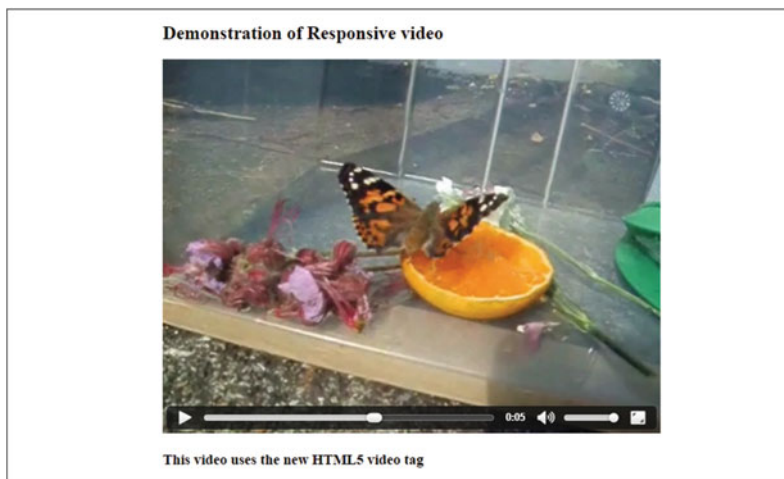 Demonstration of Responsive video
0:05
This video uses the new HTML5 video tag